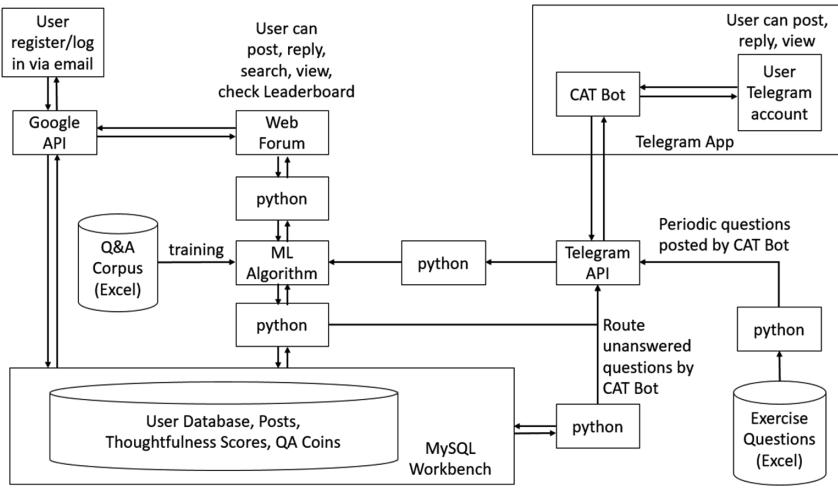 User
register/log
in via email
User can
post, reply,
search, view,
check Leaderboard
User can post,
reply, view
CAT Bot
User
Telegram
account
Telegram App
Google
API
Web
Forum
python
Q&A
Corpus
(Excel)
training
ML
Algorithm
python
Telegram
API
Periodic questions
posted by CAT Bot
python
Route
unanswered
questions by
CAT Bot
python
User Database, Posts,
Thoughtfulness Scores, QA Coins
MySQL
Workbench
python
Exercise
Questions
(Excel)